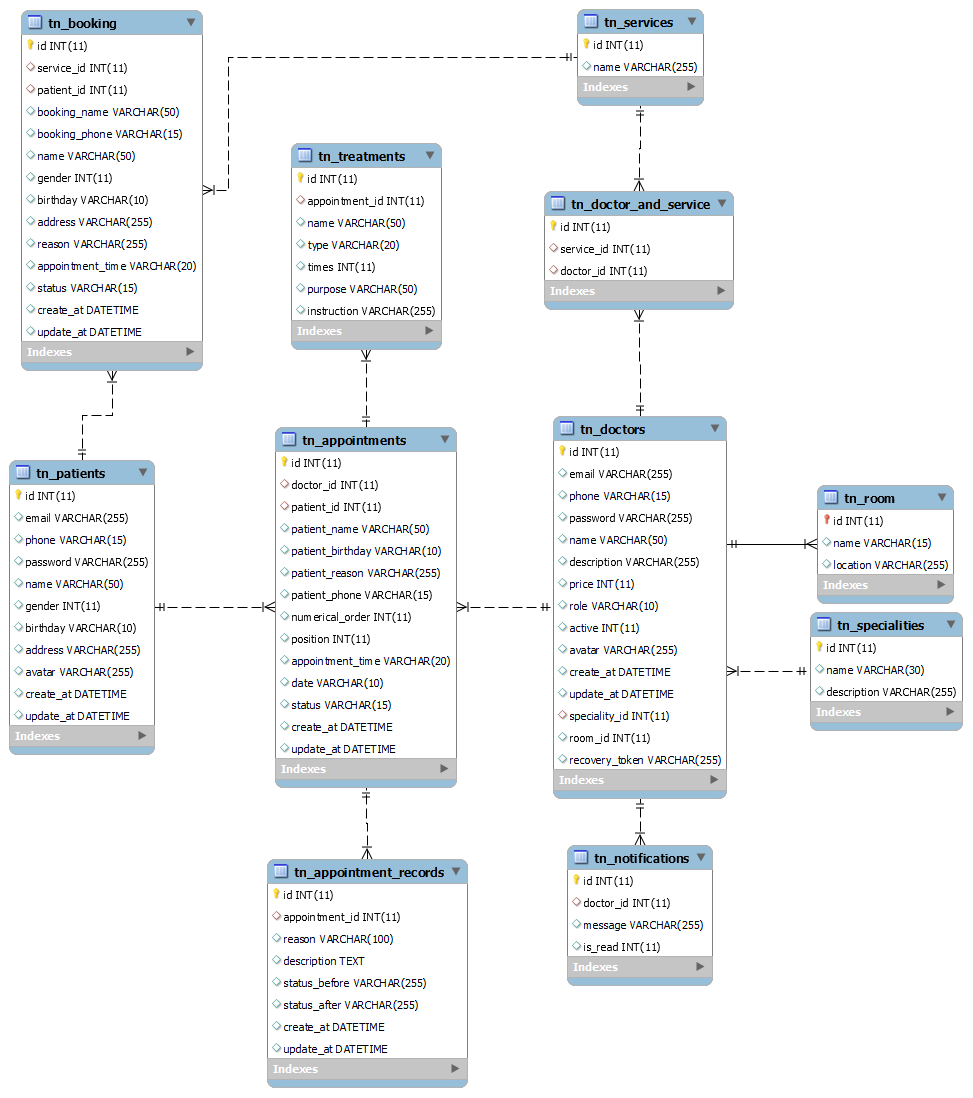 tn_booking
id INT(11)
service_id INT(11)
patient_id INT(11)
booking_name VARCHAR(50)
booking_phone VARCHAR(15)
name VARCHAR(50)
gender INT(11)
birthday VARCHAR(10)
address VARCHAR(255)
reason VARCHAR(255)
appointment_time VARCHAR(20)
status VARCHAR(15)
create_at DATETIME
update_at DATETIME
Indexes
tn_services
id INT(11)
name VARCHAR(255)
Indexes
tn_treatments
id INT(11)
appointment_id INT(11)
name VARCHAR(50)
type VARCHAR(20)
times INT(11)
purpose VARCHAR(50)
instruction VARCHAR(255)
Indexes
tn_doctor_and_service
id INT(11)
service_id INT(11)
doctor_id INT(11)
Indexes
tn_patients
id INT(11)
email VARCHAR(255)
phone VARCHAR(15)
password VARCHAR(255)
name VARCHAR(50)
gender INT(11)
birthday VARCHAR(10)
address VARCHAR(255)
avatar VARCHAR(255)
create_at DATETIME
update_at DATETIME
Indexes
tn_appointments
id INT(11)
doctor_id INT(11)
patient_id INT(11)
patient_name VARCHAR(50)
patient_birthday VARCHAR(10)
patient_reason VARCHAR(255)
patient_phone VARCHAR(15)
numerical_order INT(11)
position INT(11)
appointment_time VARCHAR(20)
date VARCHAR(10)
status VARCHAR(15)
create_at DATETIME
update_at DATETIME
Indexes
tn_doctors
id INT(11)
email VARCHAR(255)
phone VARCHAR(15)
password VARCHAR(255)
name VARCHAR(50)
description VARCHAR(255)
price INT(11)
role VARCHAR(10)
active INT(11)
avatar VARCHAR(255)
create_at DATETIME
update_at DATETIME
speciality_id INT(11)
room_id INT(11)
recovery_token VARCHAR(255)
Indexes
tn_room
id INT(11)
name VARCHAR(15)
location VARCHAR(255)
Indexes
tn_specialities
id INT(11)
name VARCHAR(30)
description VARCHAR(255)
Indexes
tn_appointment_records
id INT(11)
appointment_id INT(11)
reason VARCHAR(100)
description TEXT
status_before VARCHAR(255)
status_after VARCHAR(255)
create_at DATETIME
update_at DATETIME
Indexes
tn_notifications
id INT(11)
doctor_id INT(11)
message VARCHAR(255)
is_read INT(11)
Indexes